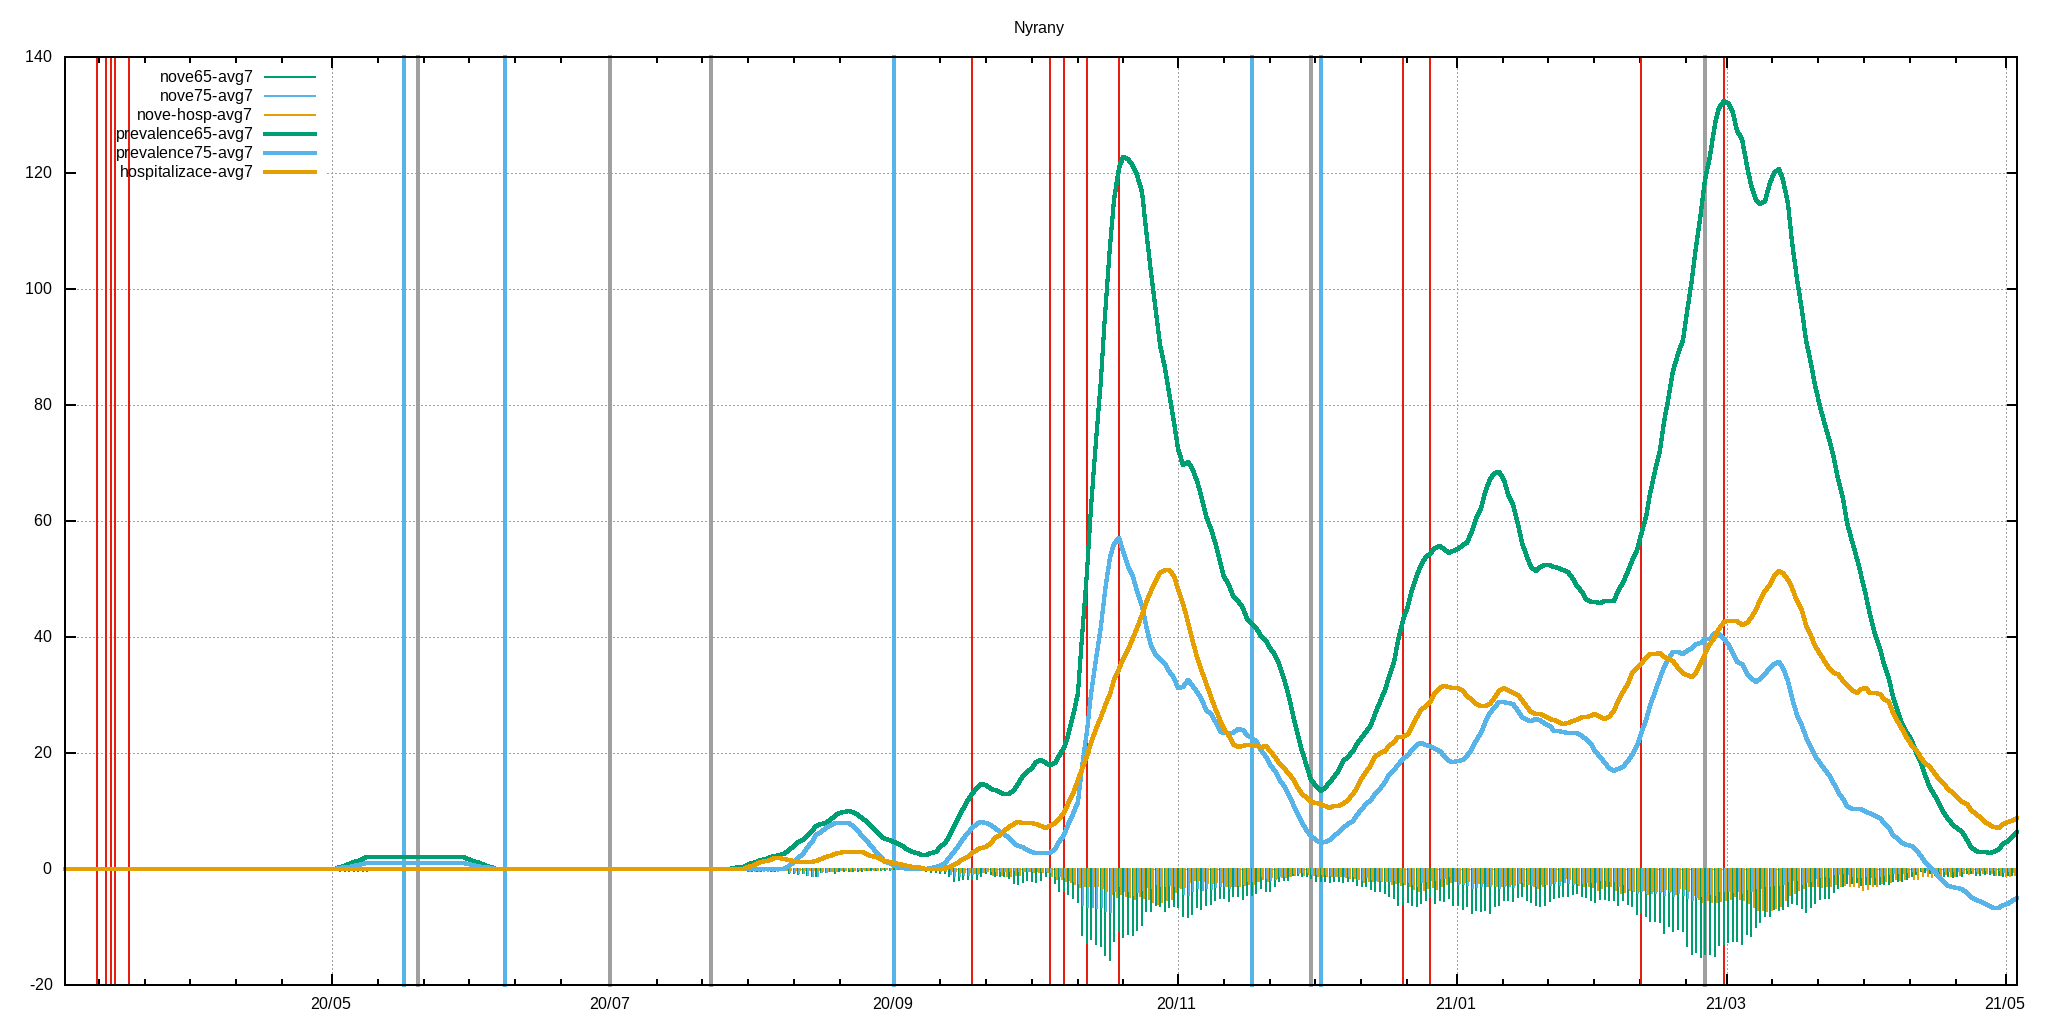 Nyrany
140
120
100
80
60
40
20
0
-20
nove65-avg7
nove75-avg7
nove-hosp-avg7
prevalence65-avg7
prevalence75-avg7
hospitalizace-avg7
20/05 20/07 20/09 20/11 21/01 21/03 21/05